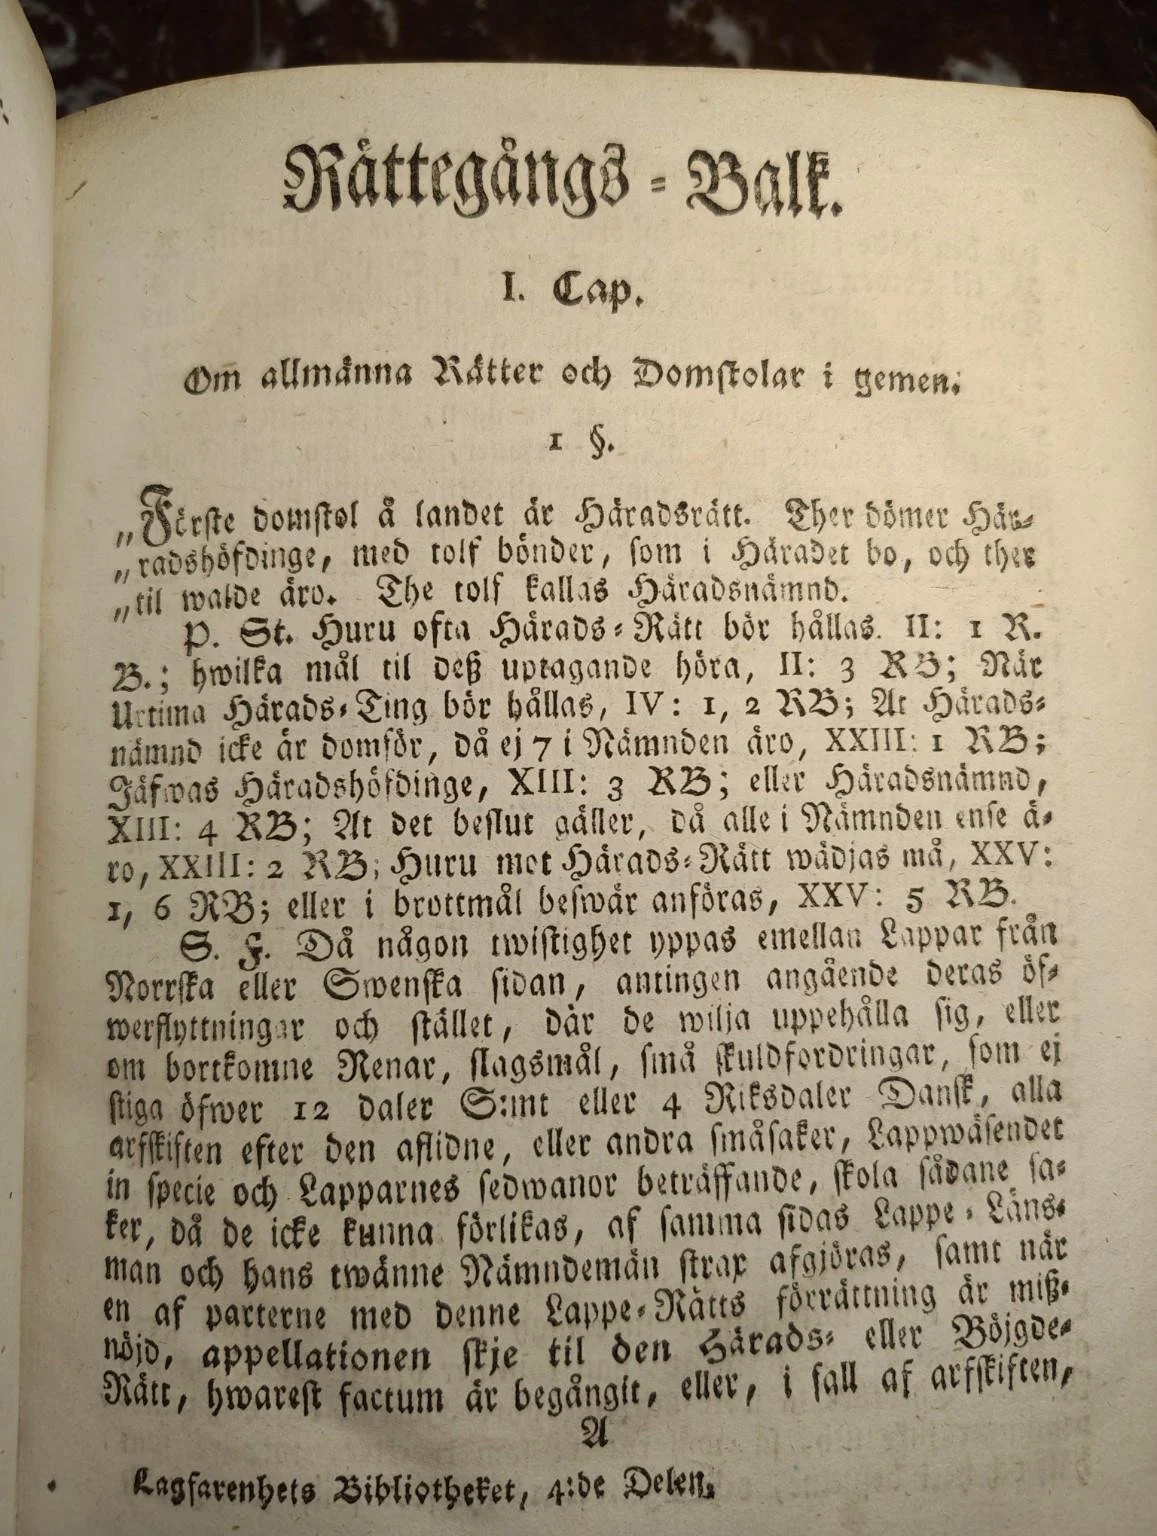 Rättegångs-Balk.
I. Cap.
Om allmänna Rätter och Domstolar i gemen.
1 §.
„Förste domstol å landet är Häradsrätt. Ther dömer Här-
„radshöfdinge, med tolf bönder, som i Häradet bo, och ther
„til walde äro. The tolf kallas Häradsnämnd.
P. St. Huru ofta Härads-Rätt bör hållas. II: 1 R.
B.; hwilka mål til deß uptagande höra, II: 3 RB; När
Urtima Härads-Ting bör hållas, IV: 1, 2 RB; At Härads-
nämnd icke är domför, då ej 7 i Nämnden äro, XXIII: 1 RB;
Jäfwas Häradshöfdinge, XIII: 3 RB; eller Häradsnämnd,
XIII: 4 RB; At det beslut gäller, då alle i Nämnden ense ä-
ro, XXIII: 2 RB; Huru mot Härads-Rätt wädjas må, XXV:
1, 6 RB; eller i brottmål beswär anföras, XXV: 5 RB.
S. F. Då någon twistighet yppas emellan Lappar från
Norrska eller Swenska sidan, antingen angående deras öf-
werflyttningar och stället, där de wilja uppehålla sig, eller
om bortkomne Renar, slagsmål, små skuldfordringar, som ej
stiga öfwer 12 daler S:mt eller 4 Riksdaler Dansk, alla
arfskiften efter den aflidne, eller andra småsaker, Lappwäsendet
in specie och Lapparnes sedwanor beträffande, skola sådane sa-
ker, då de icke kunna förlikas, af samma sidas Lappe-Läns-
man och hans twänne Nämndemän strax afgjöras, samt när
en af parterne med denne Lappe-Rätts förrättning är miß-
nöjd, appellationen skje til den Härads- eller Böjgde-
Rätt, hwarest factum är begångit, eller, i fall af arfskiften,
A
Lagfarenhets Bibliotheket, 4:de Delen.